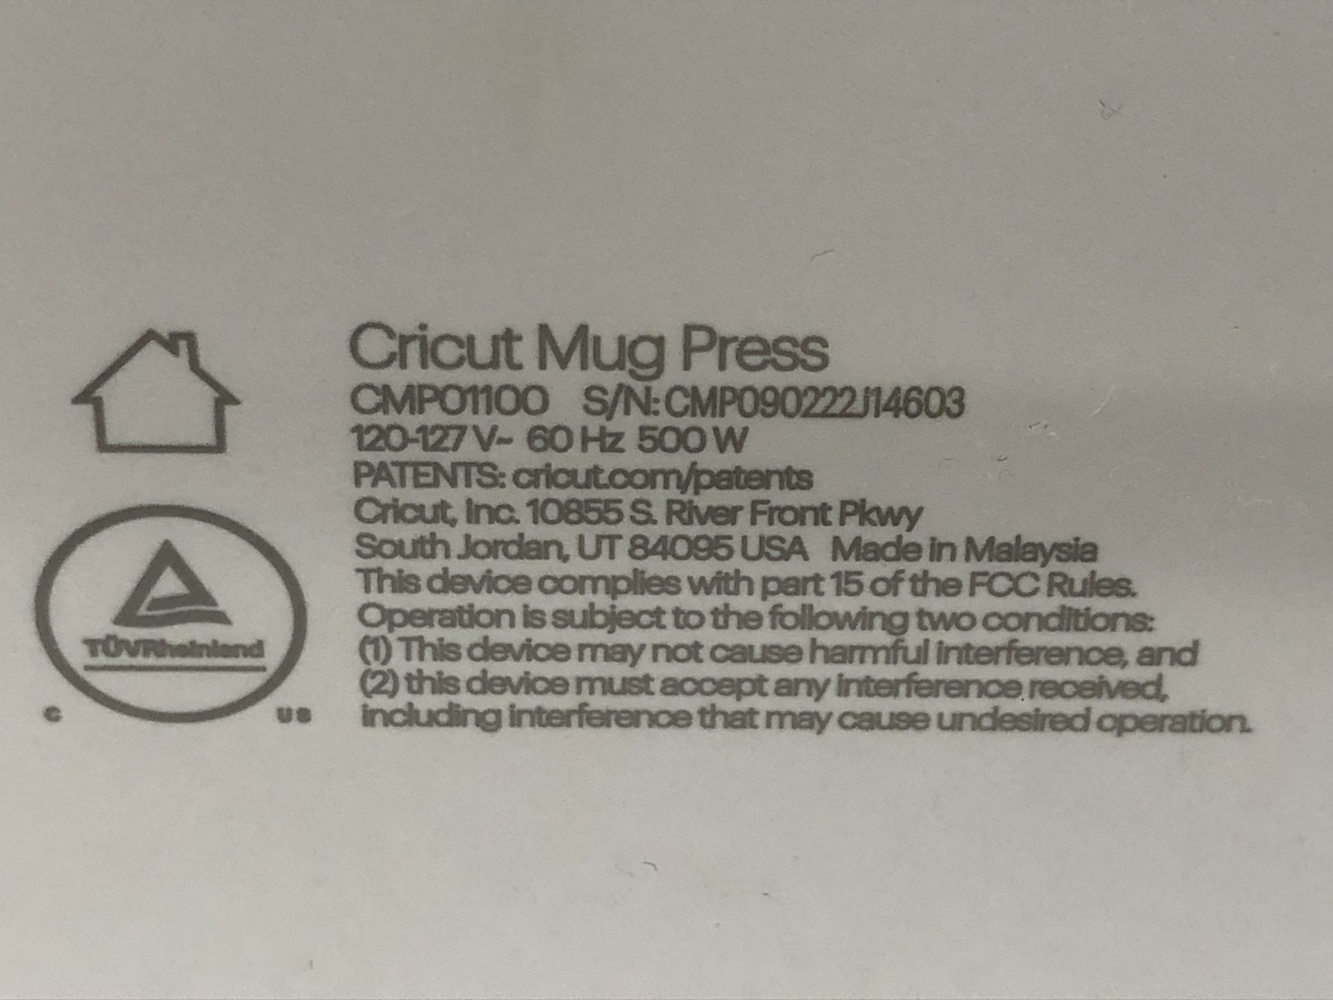 Cricut Mug Press
CMP01100 S/N: CMP090222J14603
120-127 V~ 60 Hz 500 W
PATENTS: cricut.com/patents
Cricut, Inc. 10855 S. River Front Pkwy
South Jordan, UT 84095 USA Made in Malaysia
This device complies with part 15 of the FCC Rules.
Operation is subject to the following two conditions:
(1) This device may not cause harmful interference, and
(2) this device must accept any interference received,
including interference that may cause undesired operation.
TÜVRheinland
C US